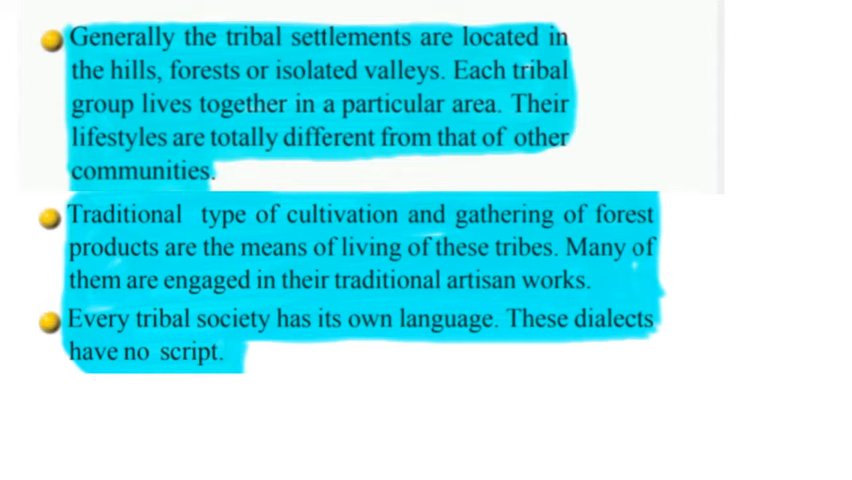 Generally the tribal settlements are located in
the hills, forests or isolated valleys. Each tribal
group lives together in a particular area. Their
lifestyles are totally different from that of other
communities.
Traditional type of cultivation and gathering of forest
products are the means of living of these tribes. Many of
them are engaged in their traditional artisan works.
Every tribal society has its own language. These dialects
have no script.